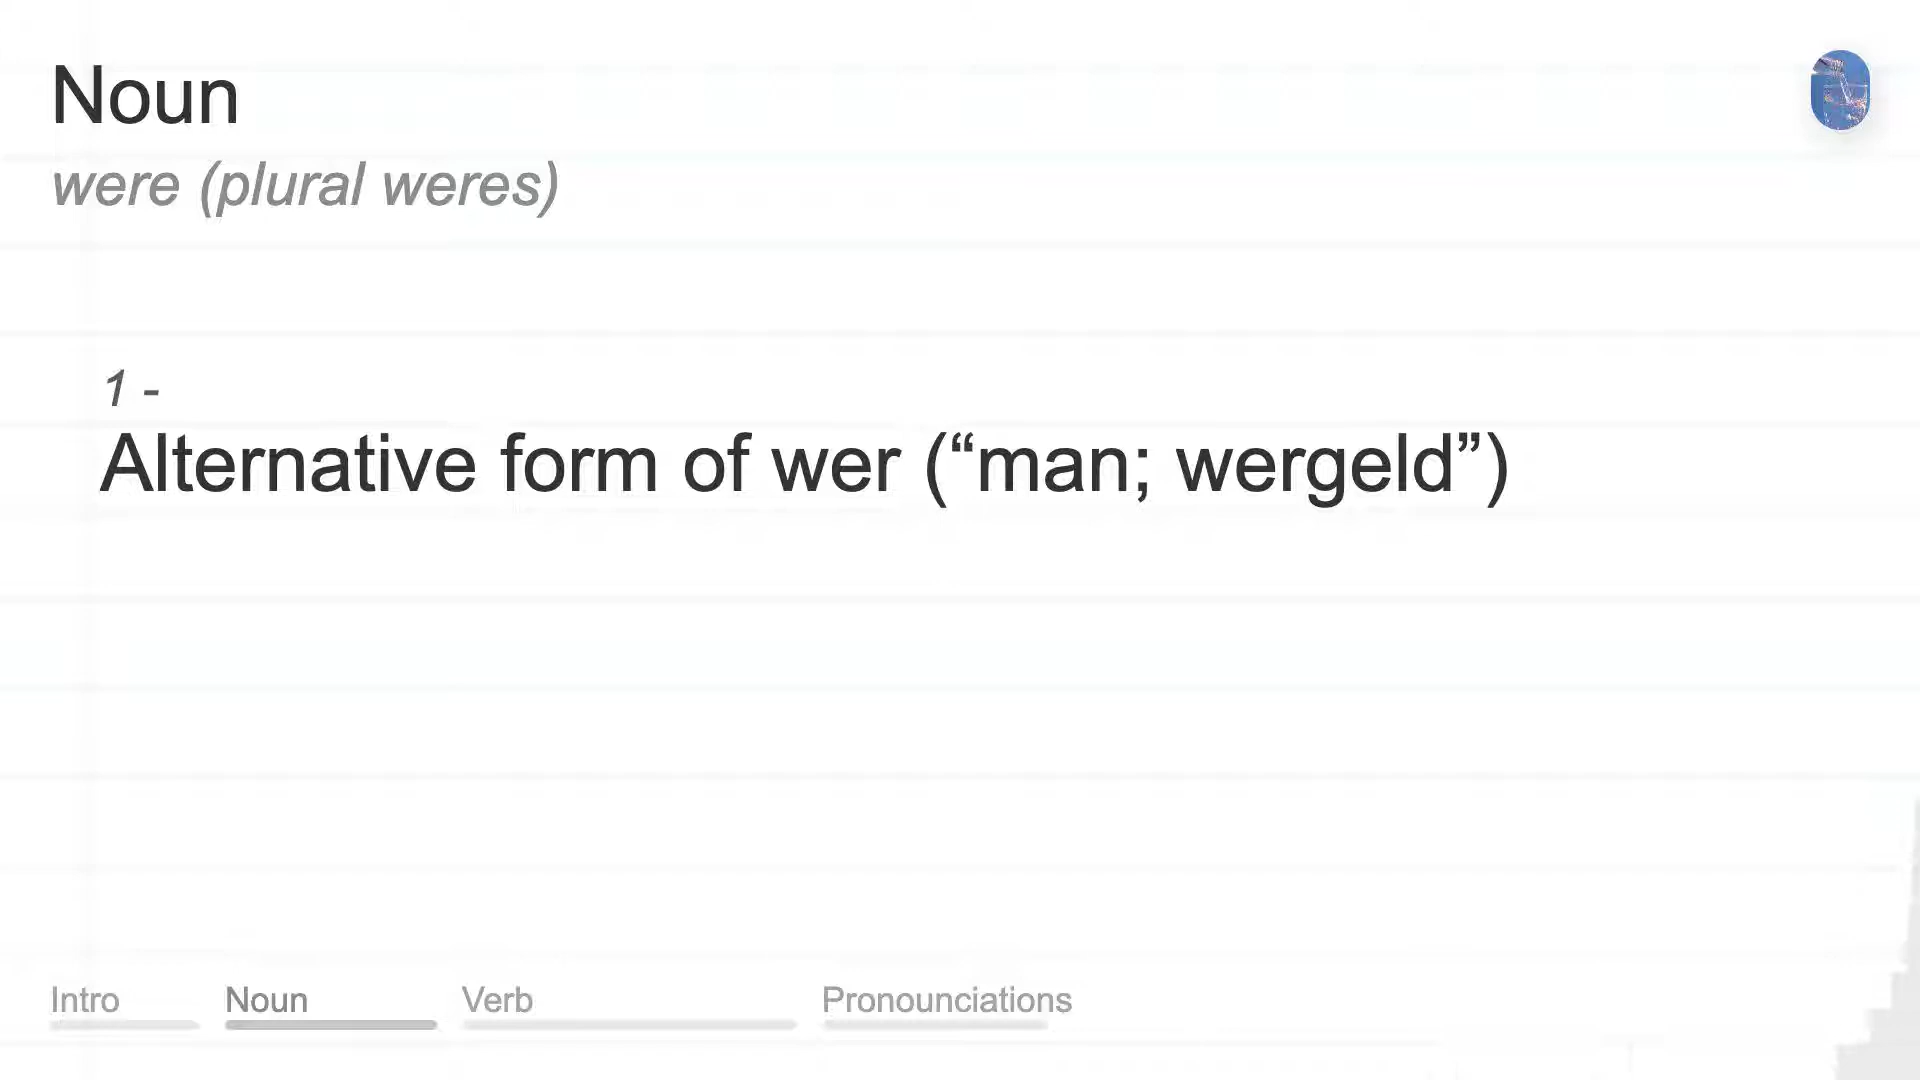 Noun
were (plural weres)
1 -
Alternative form of wer (“man; wergeld”)
Intro
Noun
Verb
Pronounciations